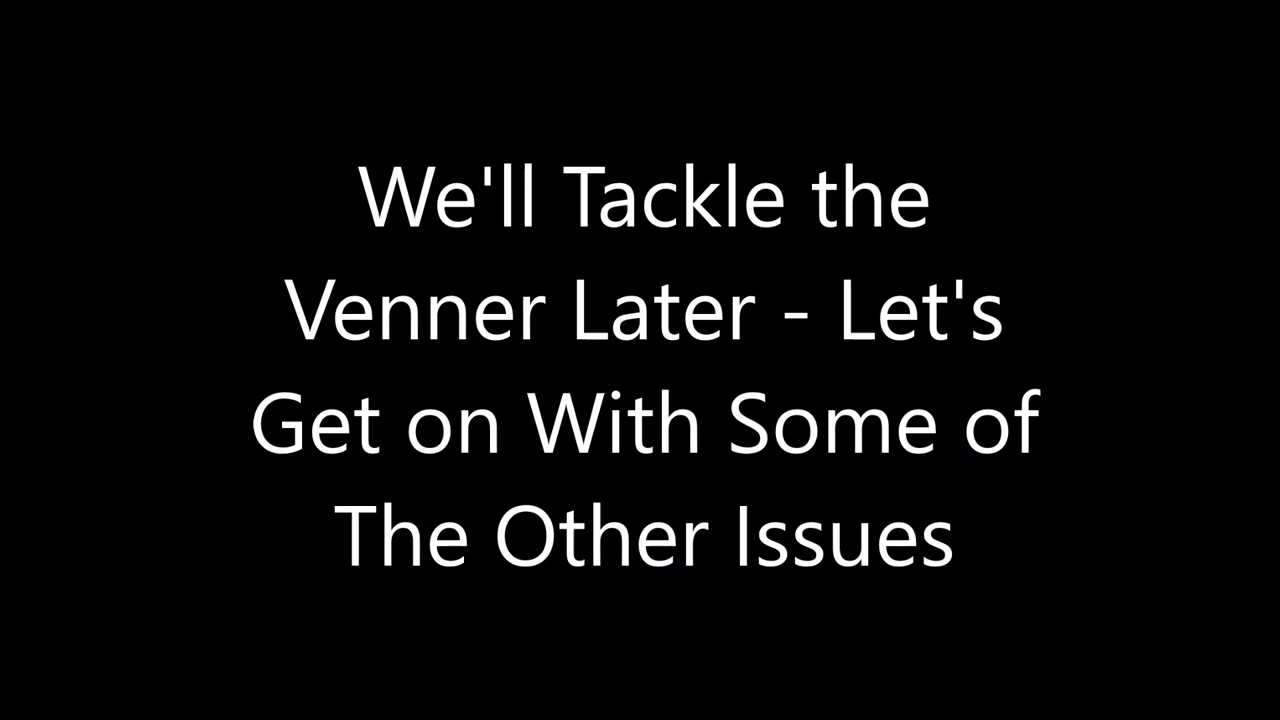 We'll Tackle the
Venner Later - Let's
Get on With Some of
The Other Issues